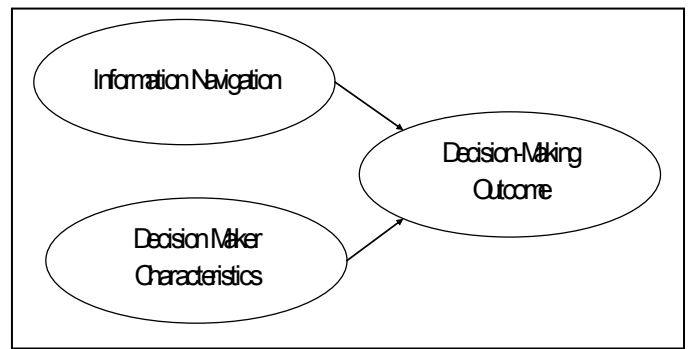 Information Navigation
Decision-Making
Outcome
Decision Maker
Characteristics